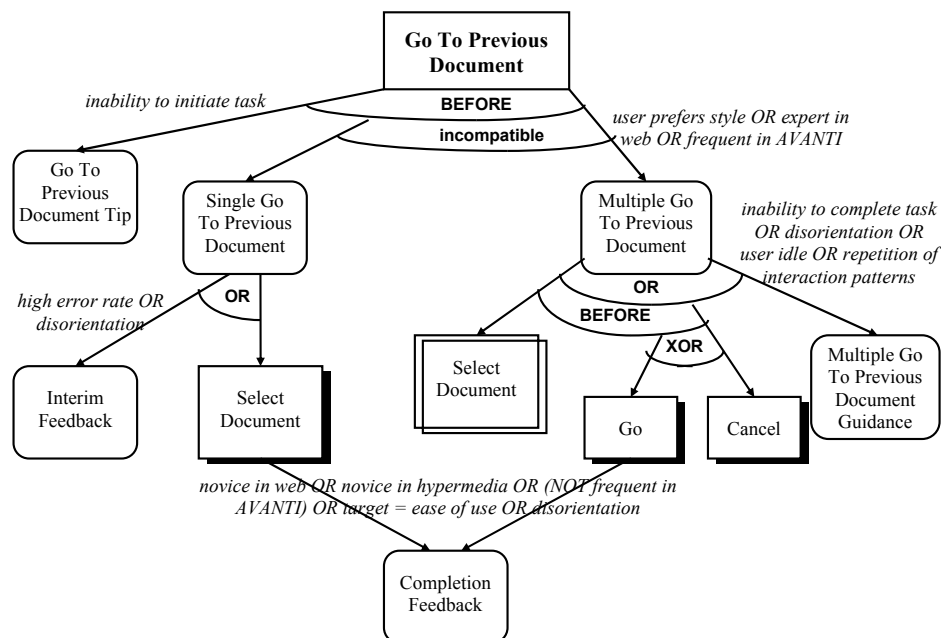 Go To Previous
Document
inability to initiate task
BEFORE
incompatible
user prefers style OR expert in
web OR frequent in AVANTI
Go To
Previous
Document Tip
Single Go
To Previous
Document
Multiple Go
To Previous
Document
inability to complete task
OR disorientation OR
user idle OR repetition of
interaction patterns
high error rate OR
disorientation
OR
OR
BEFORE
XOR
Interim
Feedback
Select
Document
Select
Document
Go
Cancel
Multiple Go
To Previous
Document
Guidance
novice in web OR novice in hypermedia OR (NOT frequent in
AVANTI) OR target = ease of use OR disorientation
Completion
Feedback